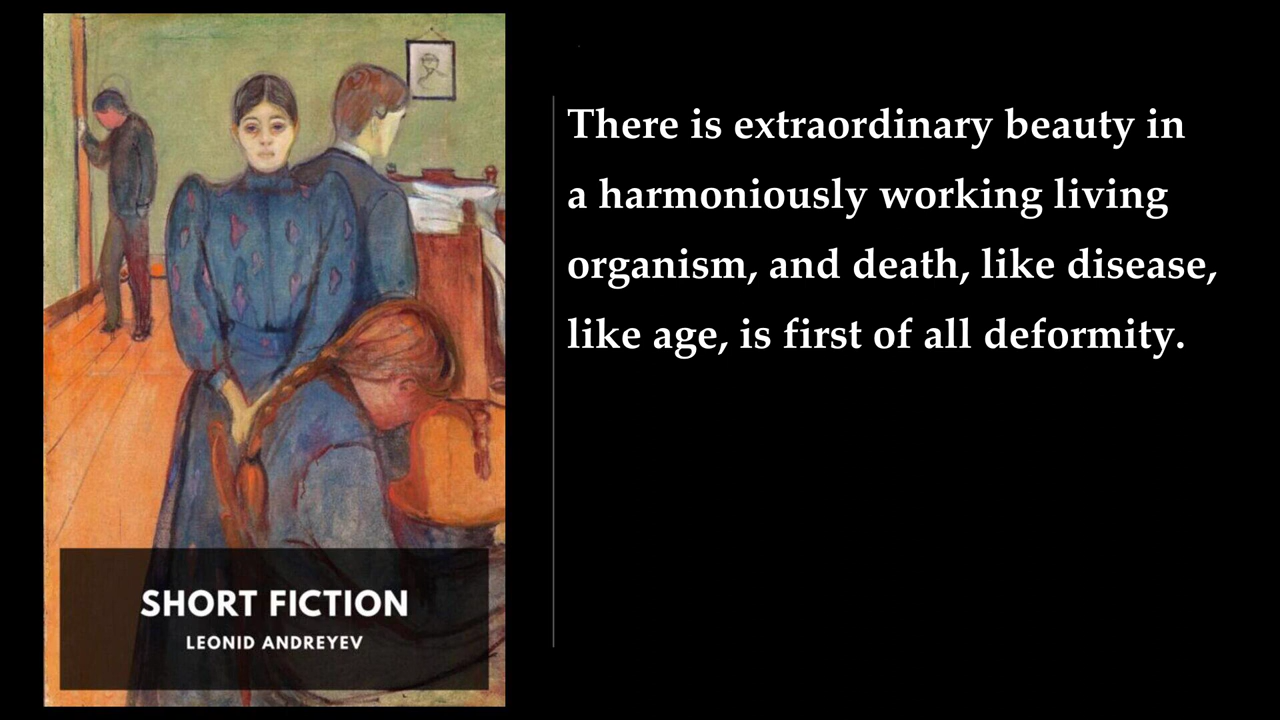 There is extraordinary beauty in
a harmoniously working living
organism, and death, like disease,
like age, is first of all deformity.
SHORT FICTION
LEONID ANDREYEV